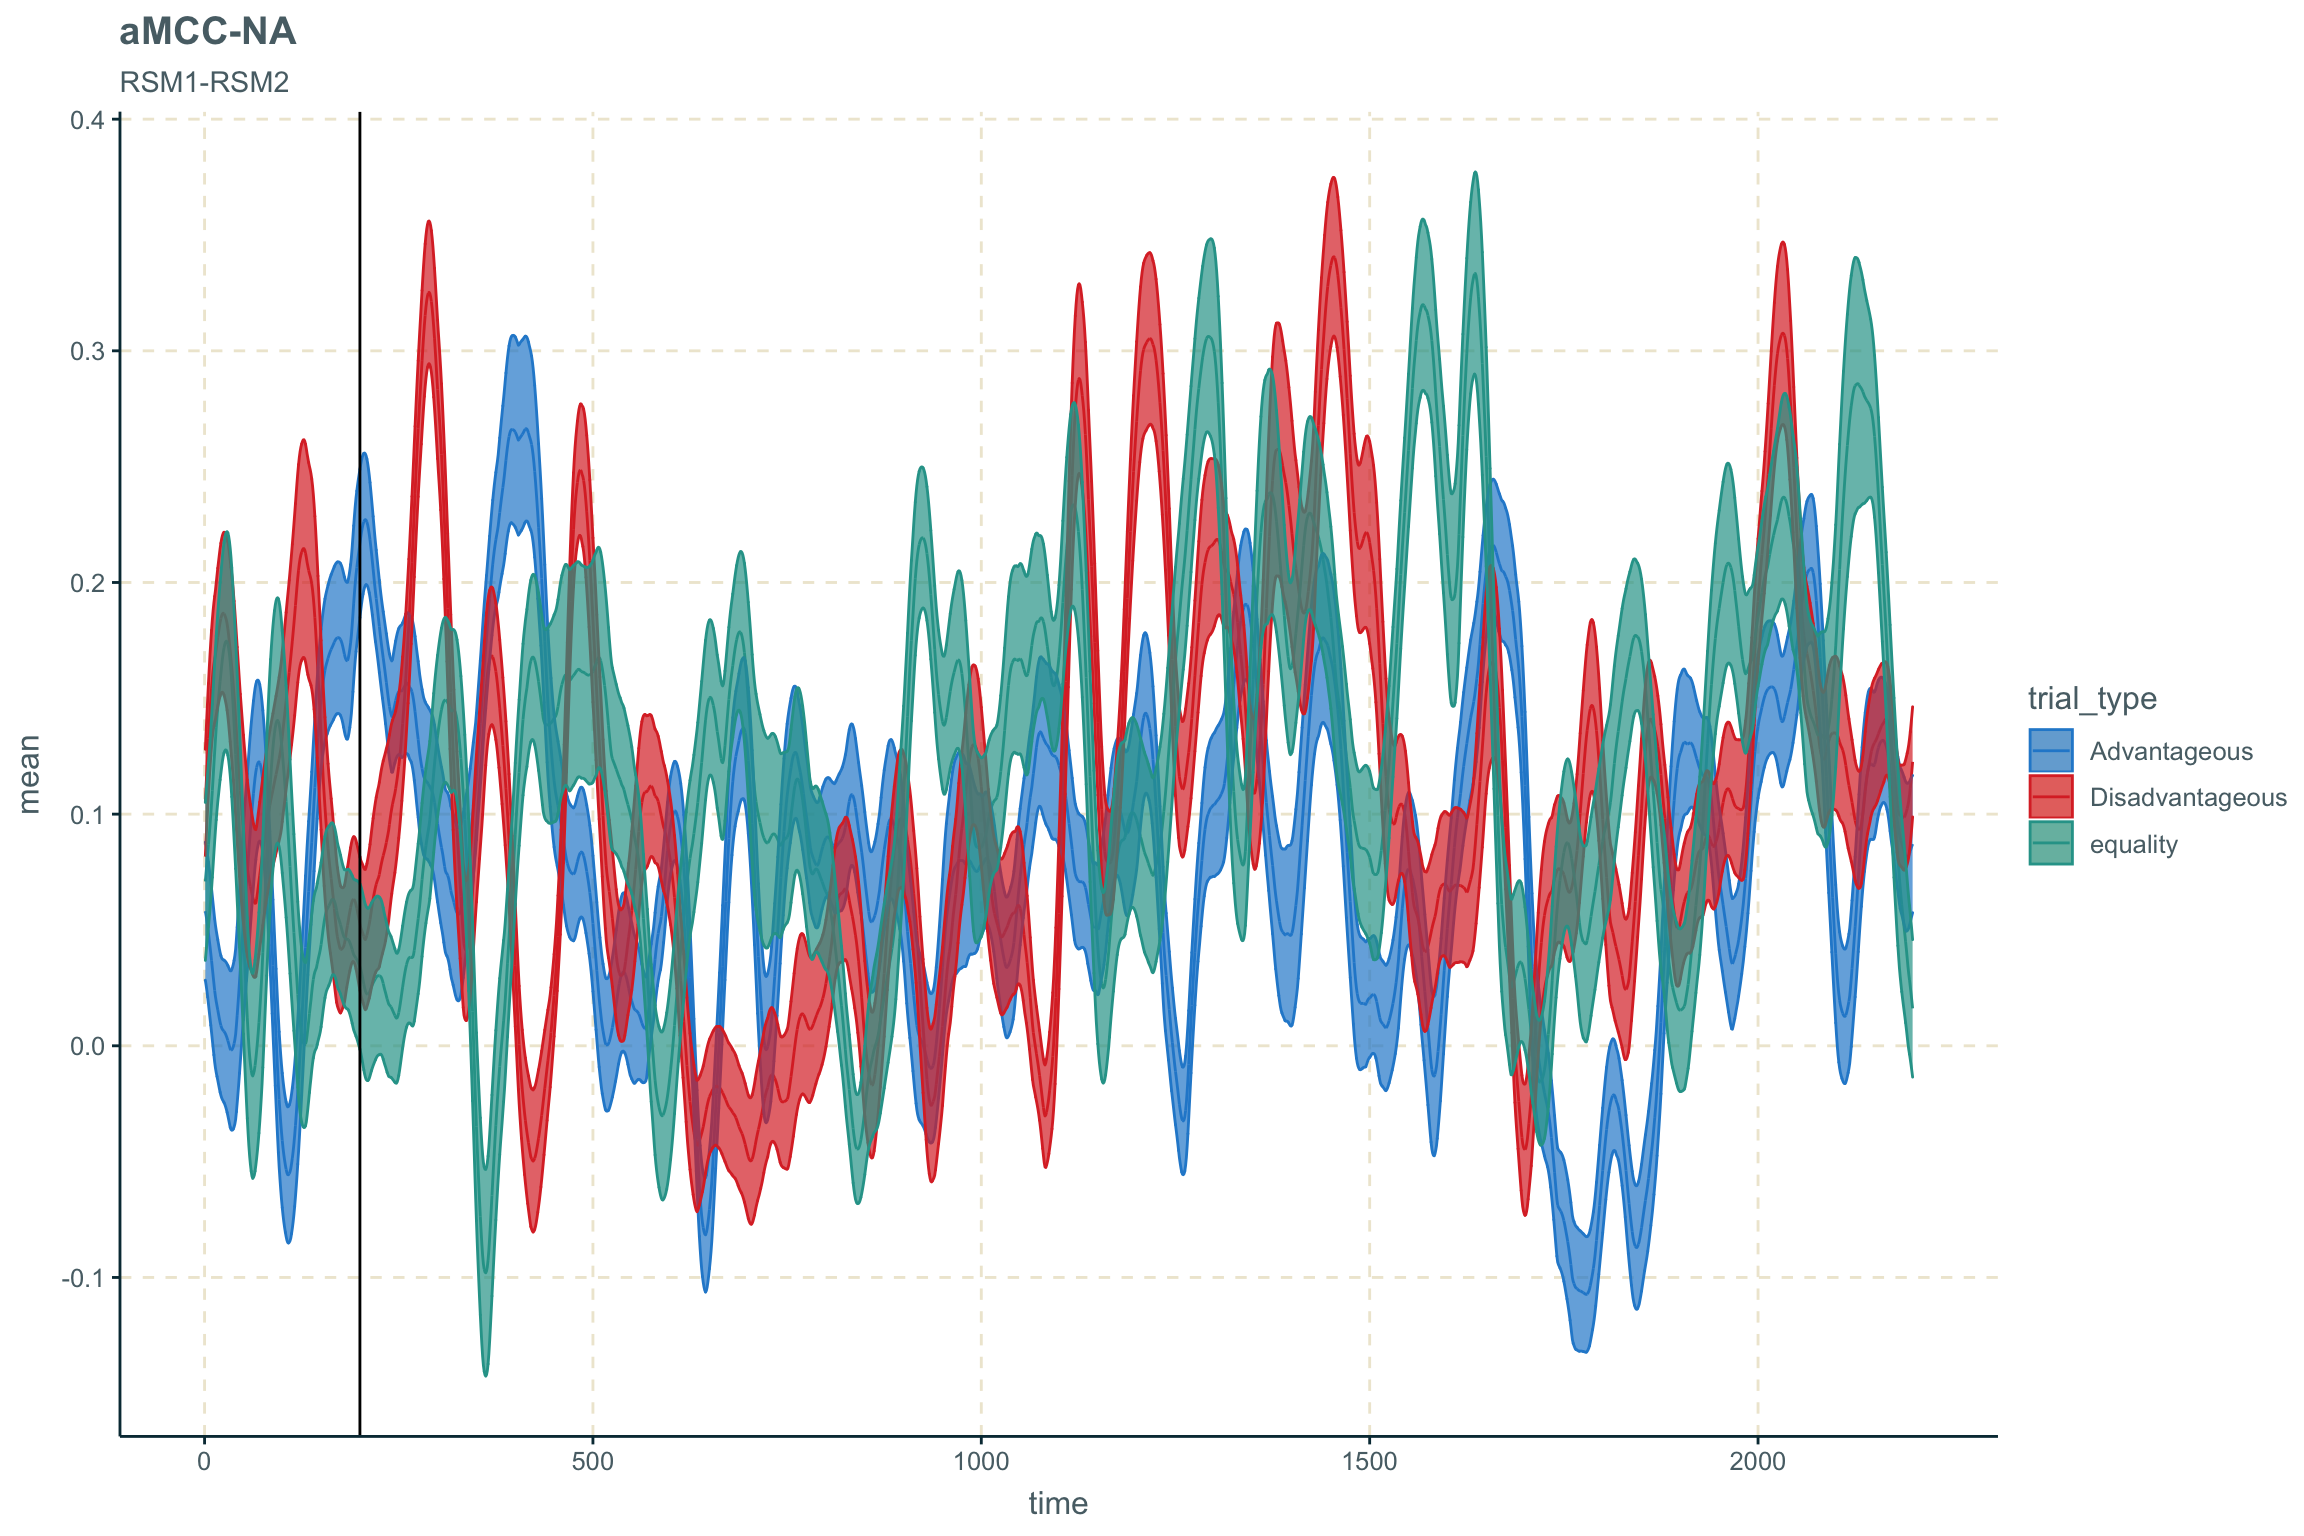 aMCC-NA
RSM1-RSM2
0.4
0.3
0.2
0.1
0.0
-0.1
mean
0 500 1000 1500 2000
time
trial_type
Advantageous
Disadvantageous
equality